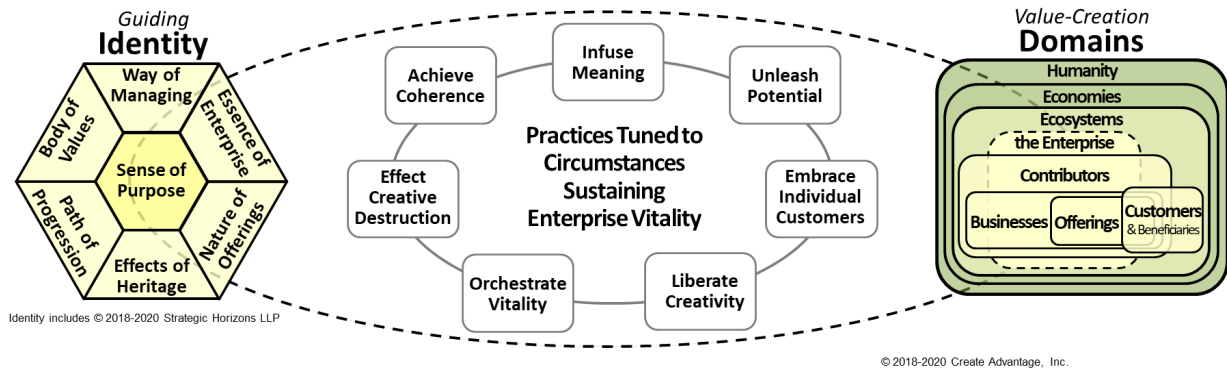 Guiding
Identity
Way of
Managing
Essence of
Enterprise
Body of
Values
Sense of
Purpose
Path of
Progression
Nature of
Offerings
Effects of
Heritage
Identity includes © 2018-2020 Strategic Horizons LLP
Infuse
Meaning
Achieve
Coherence
Unleash
Potential
Practices Tuned to
Circumstances
Sustaining
Enterprise Vitality
Effect
Creative
Destruction
Embrace
Individual
Customers
Orchestrate
Vitality
Liberate
Creativity
Value-Creation
Domains
Humanity
Economies
Ecosystems
the Enterprise
Contributors
Businesses
Offerings
Customers
& Beneficiaries
© 2018-2020 Create Advantage, Inc.